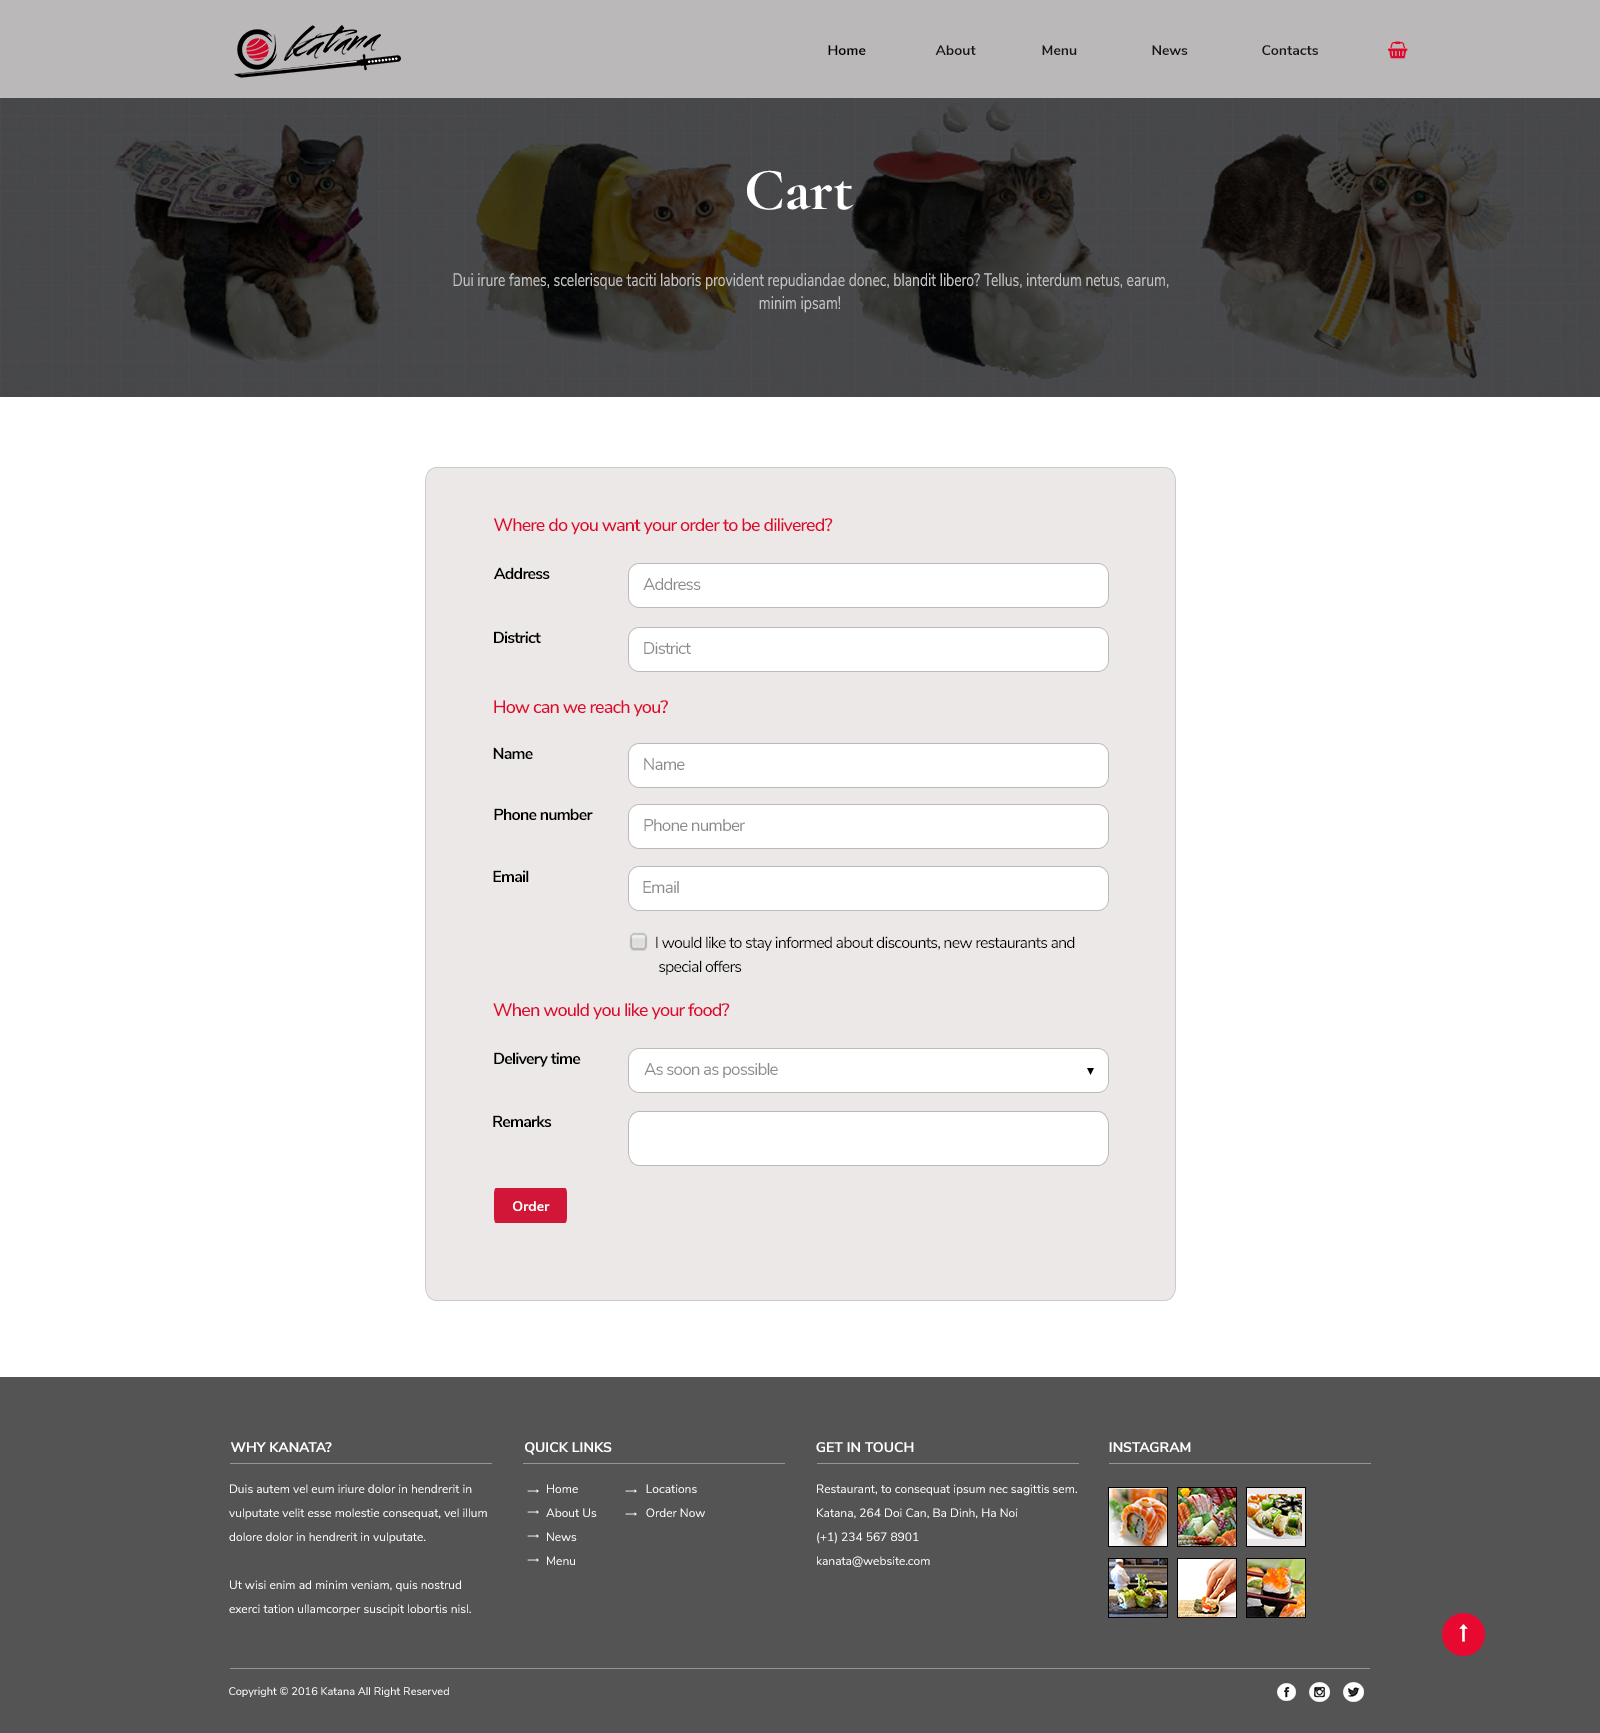 Katana
Home About Menu News Contacts
Cart
Dui irure fames, scelerisque taciti laboris provident repudiandae donec, blandit libero? Tellus, interdum netus, earum,
minim ipsam!
Where do you want your order to be dilivered?
Address
Address
District
District
How can we reach you?
Name
Name
Phone number
Phone number
Email
Email
I would like to stay informed about discounts, new restaurants and
special offers
When would you like your food?
Delivery time
As soon as possible
Remarks
Order
WHY KANATA?
Duis autem vel eum iriure dolor in hendrerit in
vulputate velit esse molestie consequat, vel illum
dolore dolor in hendrerit in vulputate.
Ut wisi enim ad minim veniam, quis nostrud
exerci tation ullamcorper suscipit lobortis nisl.
QUICK LINKS
Home
About Us
News
Menu
Locations
Order Now
GET IN TOUCH
Restaurant, to consequat ipsum nec sagittis sem.
Katana, 264 Doi Can, Ba Dinh, Ha Noi
(+1) 234 567 8901
kanata@website.com
INSTAGRAM
Copyright © 2016 Katana All Right Reserved